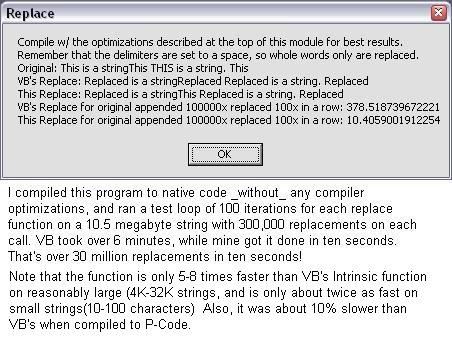 Replace
Compile w/ the optimizations described at the top of this module for best results.
Remember that the delimiters are set to a space, so whole words only are replaced.
Original: This is a stringThis THIS is a string. This
VB's Replace: Replaced is a stringReplaced Replaced is a string. Replaced
This Replace: Replaced is a stringThis Replaced is a string. Replaced
VB's Replace for original appended 100000x replaced 100x in a row: 378.518739672221
This Replace for original appended 100000x replaced 100x in a row: 10.4059001912254
OK
I compiled this program to native code _without_ any compiler
optimizations, and ran a test loop of 100 iterations for each replace
function on a 10.5 megabyte string with 300,000 replacements on each
call. VB took over 6 minutes, while mine got it done in ten seconds.
That's over 30 million replacements in ten seconds!
Note that the function is only 5-8 times faster than VB's Intrinsic function
on reasonably large (4K-32K strings, and is only about twice as fast on
small strings(10-100 characters)  Also, it was about 10% slower than
VB's when compiled to P-Code.